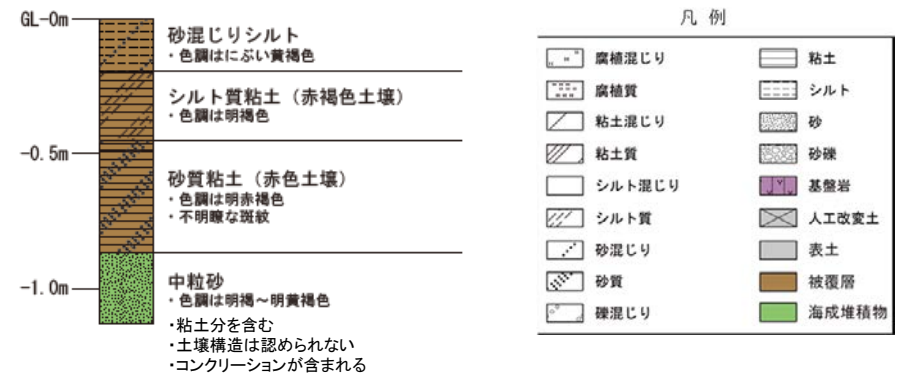 GL-0m
砂混じりシルト
・色調はにぶい黄褐色
シルト質粘土（赤褐色土壌）
・色調は明褐色
-0.5m
砂質粘土（赤色土壌）
・色調は明赤褐色
・不明瞭な斑紋
-1.0m
中粒砂
・色調は明褐～明黄褐色
・粘土分を含む
・土壌構造は認められない
・コンクリーションが含まれる
凡例
腐植混じり
腐植質
粘土混じり
粘土質
シルト混じり
シルト質
砂混じり
砂質
礫混じり
粘土
シルト
砂
砂礫
基盤岩
人工改変土
表土
被覆層
海成堆積物